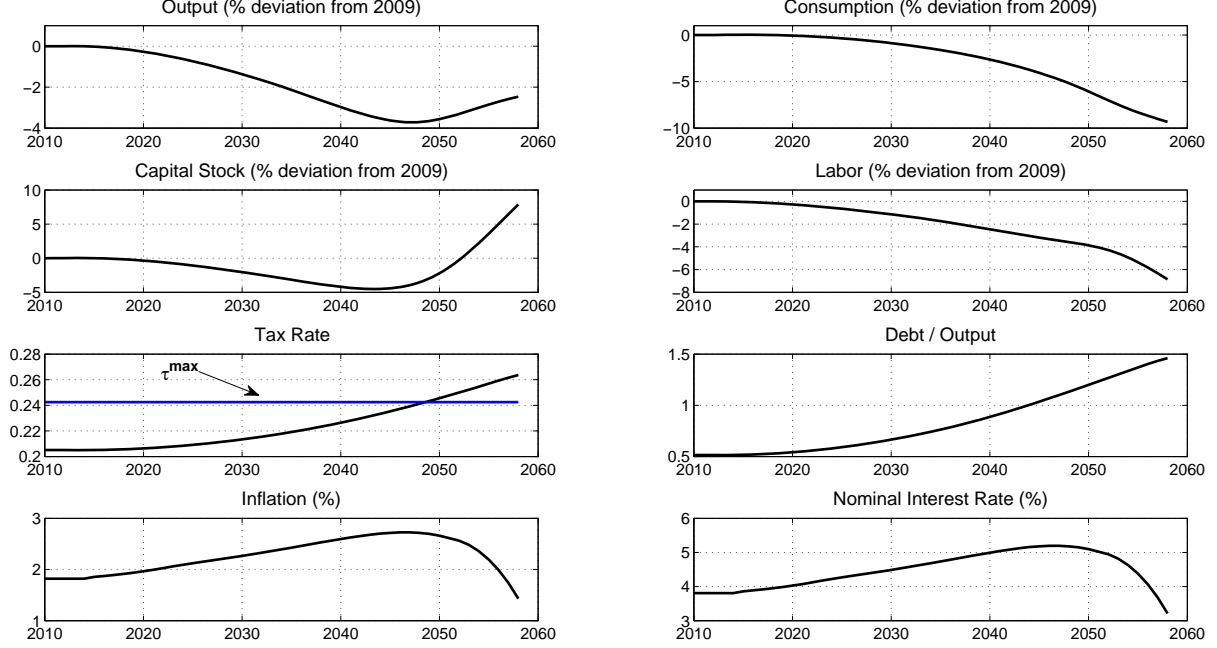 Output (% deviation from 2009)
0
−2
−4
2010 2020 2030 2040 2050 2060
Consumption (% deviation from 2009)
0
−5
−10
2010 2020 2030 2040 2050 2060
Capital Stock (% deviation from 2009)
10
5
0
−5
2010 2020 2030 2040 2050 2060
Labor (% deviation from 2009)
0
−2
−4
−6
−8
2010 2020 2030 2040 2050 2060
Tax Rate
0.28
0.26
0.24
0.22
0.2
τmax
2010 2020 2030 2040 2050 2060
Debt / Output
1.5
1
0.5
2010 2020 2030 2040 2050 2060
Inflation (%)
3
2
1
2010 2020 2030 2040 2050 2060
Nominal Interest Rate (%)
6
5
4
3
2010 2020 2030 2040 2050 2060